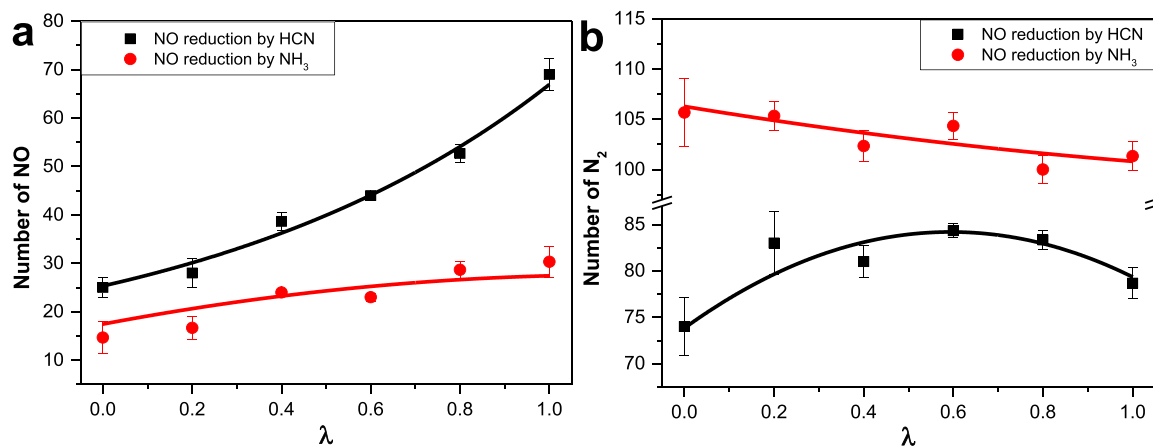 a
NO reduction by HCN
NO reduction by NH₃
Number of NO
80
70
60
50
40
30
20
10
0.0 0.2 0.4 0.6 0.8 1.0
λ
b
NO reduction by HCN
NO reduction by NH₃
Number of N₂
115
110
105
100
85
80
75
70
0.0 0.2 0.4 0.6 0.8 1.0
λ